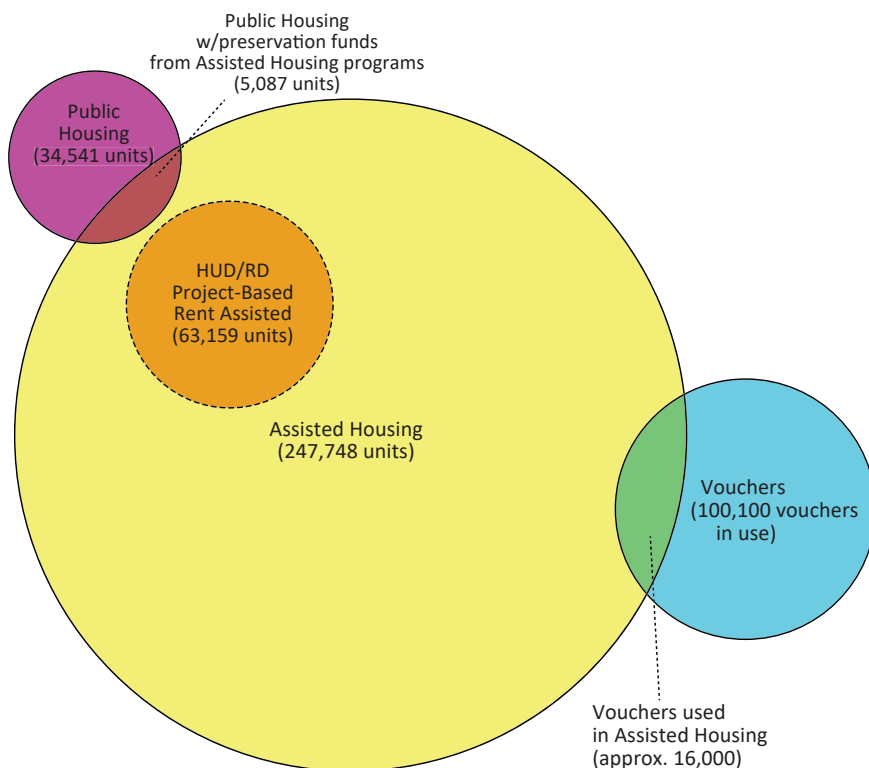 Public Housing
w/preservation funds
from Assisted Housing programs
(5,087 units)
Public
Housing
(34,541 units)
HUD/RD
Project-Based
Rent Assisted
(63,159 units)
Assisted Housing
(247,748 units)
Vouchers
(100,100 vouchers
in use)
Vouchers used
in Assisted Housing
(approx. 16,000)